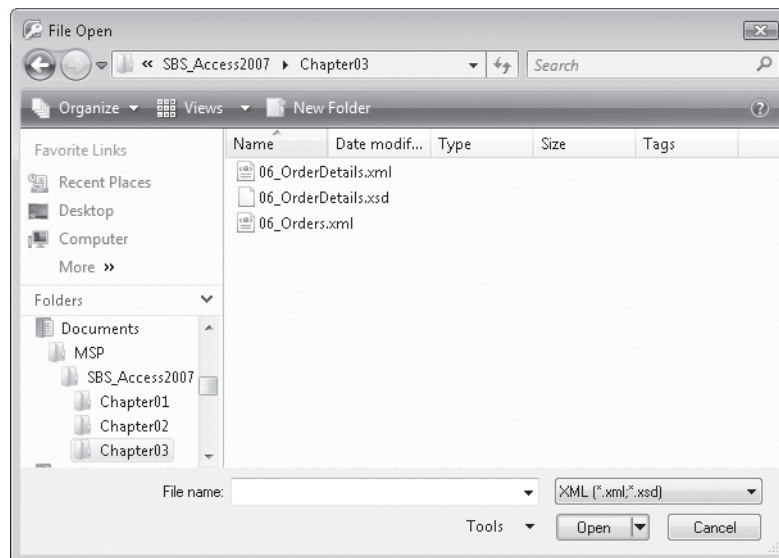 File Open
« SBS_Access2007 ▸ Chapter03
Search
Organize
Views
New Folder
Favorite Links
Recent Places
Desktop
Computer
More »
Folders
Documents
MSP
SBS_Access2007
Chapter01
Chapter02
Chapter03
Name Date modif... Type Size Tags
06_OrderDetails.xml
06_OrderDetails.xsd
06_Orders.xml
File name:
XML (*.xml;*.xsd)
Tools
Open
Cancel